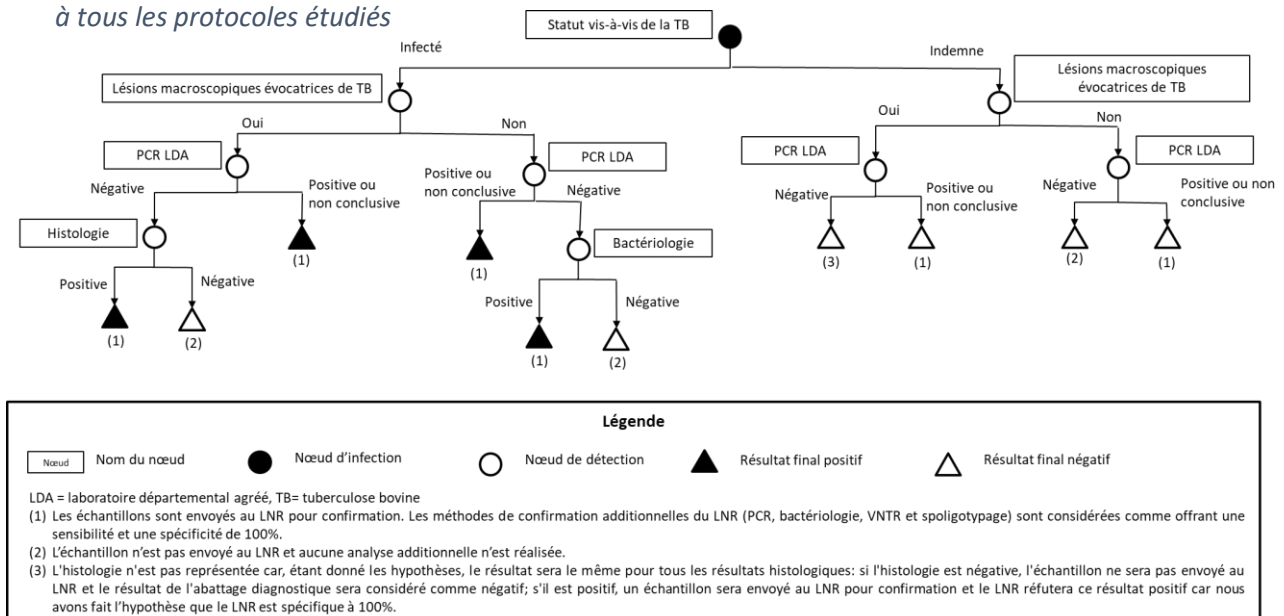 à tous les protocoles étudiés
Statut vis-à-vis de la TB
Infecté
Indemne
Lésions macroscopiques évocatrices de TB
Lésions macroscopiques
évocatrices de TB
Oui
Non
Oui
Non
PCR LDA
PCR LDA
PCR LDA
PCR LDA
Négative
Positive ou
non conclusive
Positive ou
non conclusive
Négative
Négative
Positive ou
non conclusive
Négative
Positive ou non
conclusive
Histologie
(1)
(1)
Bactériologie
(3)
(1)
(2)
(1)
Positive
Négative
Positive
Négative
(1)
(2)
(1)
(2)
Légende
Nœud
Nom du nœud
Nœud d'infection
Nœud de détection
Résultat final positif
Résultat final négatif
LDA = laboratoire départemental agréé, TB= tuberculose bovine
(1) Les échantillons sont envoyés au LNR pour confirmation. Les méthodes de confirmation additionnelles du LNR (PCR, bactériologie, VNTR et spoligotypage) sont considérées comme offrant une
sensibilité et une spécificité de 100%.
(2) L'échantillon n'est pas envoyé au LNR et aucune analyse additionnelle n'est réalisée.
(3) L'histologie n'est pas représentée car, étant donné les hypothèses, le résultat sera le même pour tous les résultats histologiques: si l'histologie est négative, l'échantillon ne sera pas envoyé au
LNR et le résultat de l'abattage diagnostique sera considéré comme négatif; s'il est positif, un échantillon sera envoyé au LNR pour confirmation et le LNR réfutera ce résultat positif car nous
avons fait l'hypothèse que le LNR est spécifique à 100%.